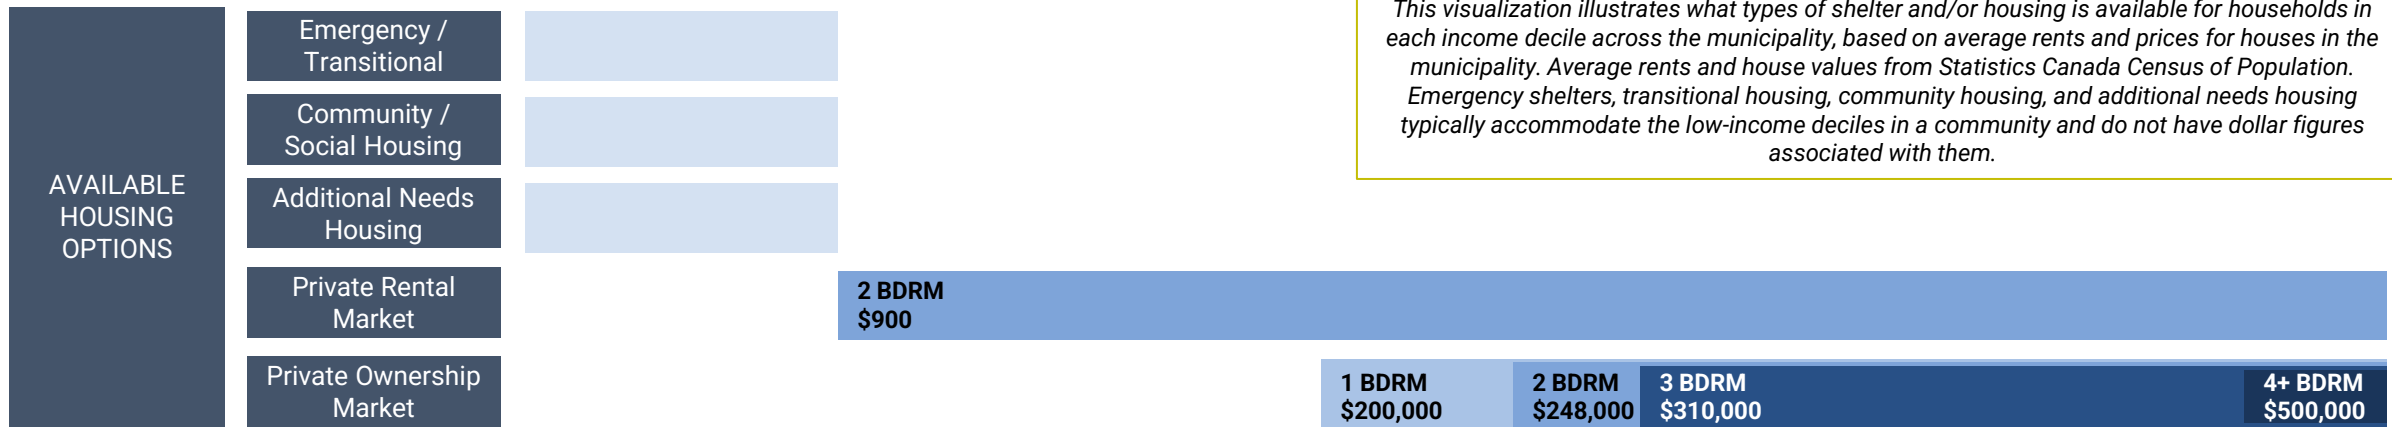 AVAILABLE
HOUSING
OPTIONS
Emergency /
Transitional
Community /
Social Housing
Additional Needs
Housing
Private Rental
Market
Private Ownership
Market
This visualization illustrates what types of shelter and/or housing is available for households in
each income decile across the municipality, based on average rents and prices for houses in the
municipality. Average rents and house values from Statistics Canada Census of Population.
Emergency shelters, transitional housing, community housing, and additional needs housing
typically accommodate the low-income deciles in a community and do not have dollar figures
associated with them.
2 BDRM
$900
1 BDRM
$200,000
2 BDRM
$248,000
3 BDRM
$310,000
4+ BDRM
$500,000